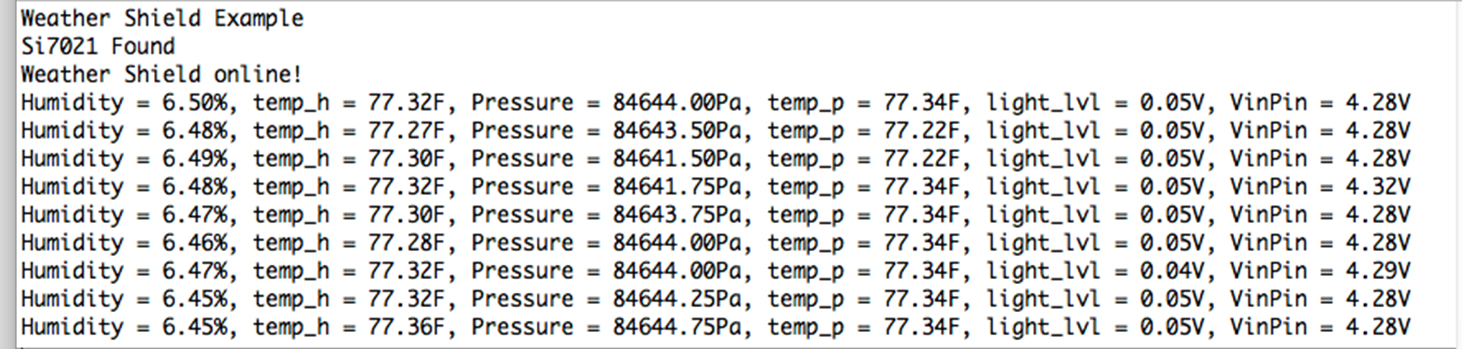 Weather Shield Example
Si7021 Found
Weather Shield online!
Humidity = 6.50%, temp_h = 77.32F, Pressure = 84644.00Pa, temp_p = 77.34F, light_lvl = 0.05V, VinPin = 4.28V
Humidity = 6.48%, temp_h = 77.27F, Pressure = 84643.50Pa, temp_p = 77.22F, light_lvl = 0.05V, VinPin = 4.28V
Humidity = 6.49%, temp_h = 77.30F, Pressure = 84641.50Pa, temp_p = 77.22F, light_lvl = 0.05V, VinPin = 4.28V
Humidity = 6.48%, temp_h = 77.32F, Pressure = 84641.75Pa, temp_p = 77.34F, light_lvl = 0.05V, VinPin = 4.32V
Humidity = 6.47%, temp_h = 77.30F, Pressure = 84643.75Pa, temp_p = 77.34F, light_lvl = 0.05V, VinPin = 4.28V
Humidity = 6.46%, temp_h = 77.28F, Pressure = 84644.00Pa, temp_p = 77.34F, light_lvl = 0.05V, VinPin = 4.28V
Humidity = 6.47%, temp_h = 77.32F, Pressure = 84644.00Pa, temp_p = 77.34F, light_lvl = 0.04V, VinPin = 4.29V
Humidity = 6.45%, temp_h = 77.32F, Pressure = 84644.25Pa, temp_p = 77.34F, light_lvl = 0.05V, VinPin = 4.28V
Humidity = 6.45%, temp_h = 77.36F, Pressure = 84644.75Pa, temp_p = 77.34F, light_lvl = 0.05V, VinPin = 4.28V